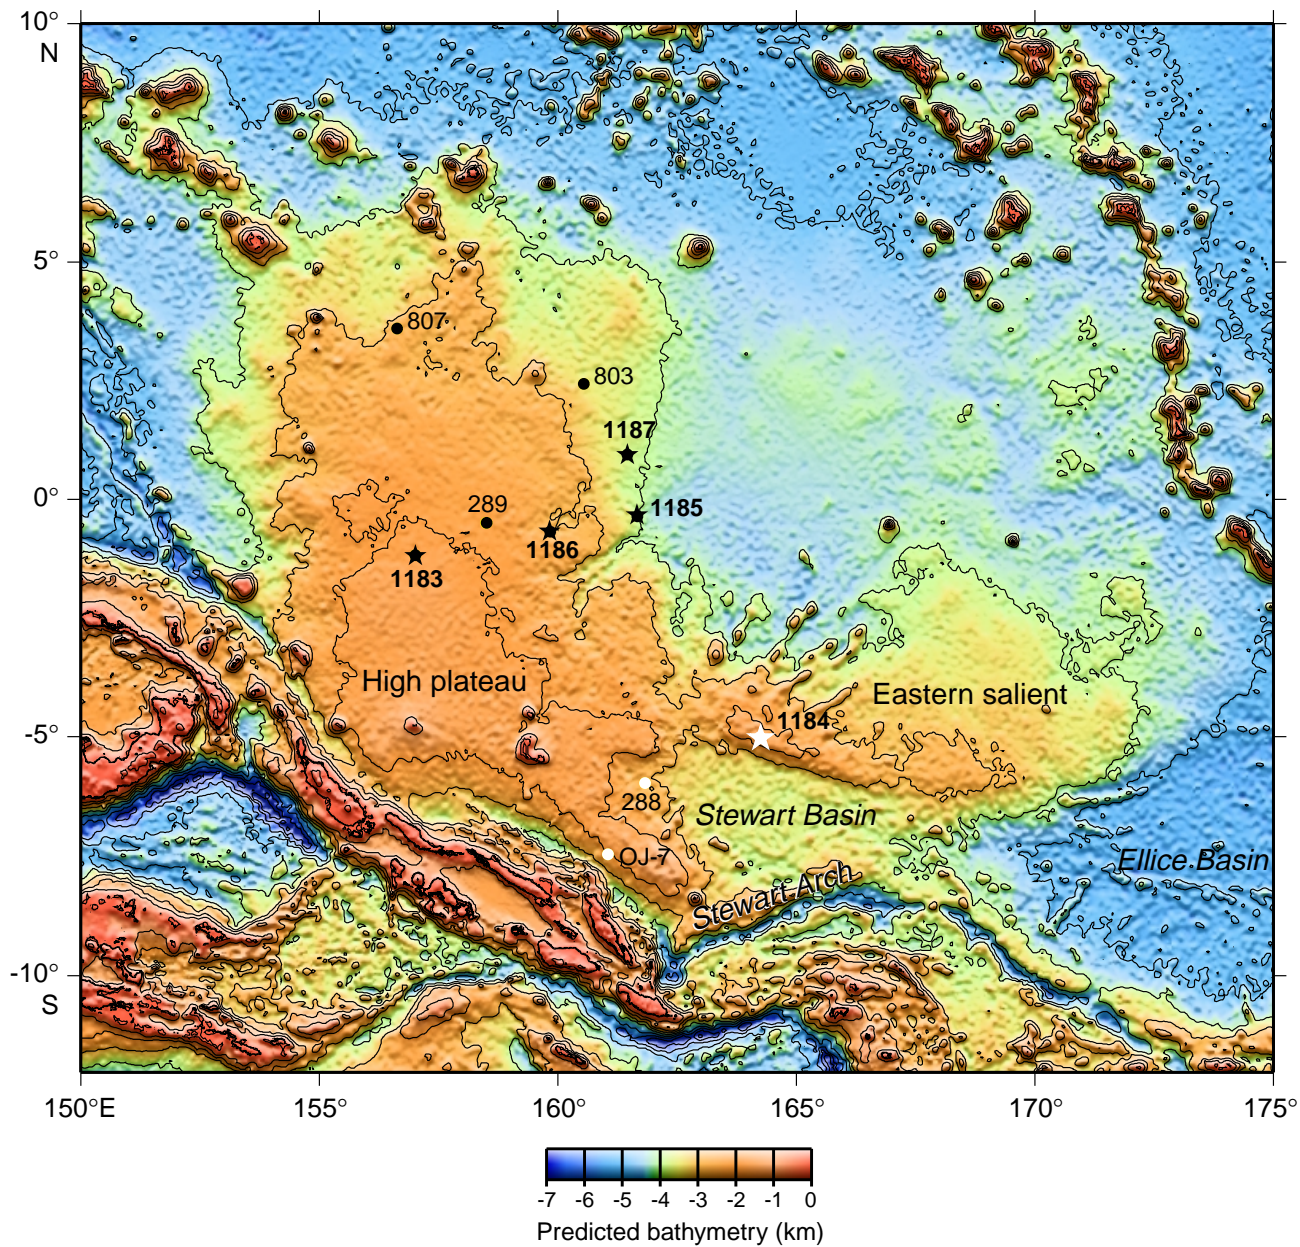 10°
N
5°
0°
-5°
-10°
S
807
803
1187
289
1185
1186
1183
High plateau
Eastern salient
1184
288
Stewart Basin
OJ-7
Ellice Basin
Stewart Arch
150°E
155°
160°
165°
170°
175°
-7 -6 -5 -4 -3 -2 -1 0
Predicted bathymetry (km)